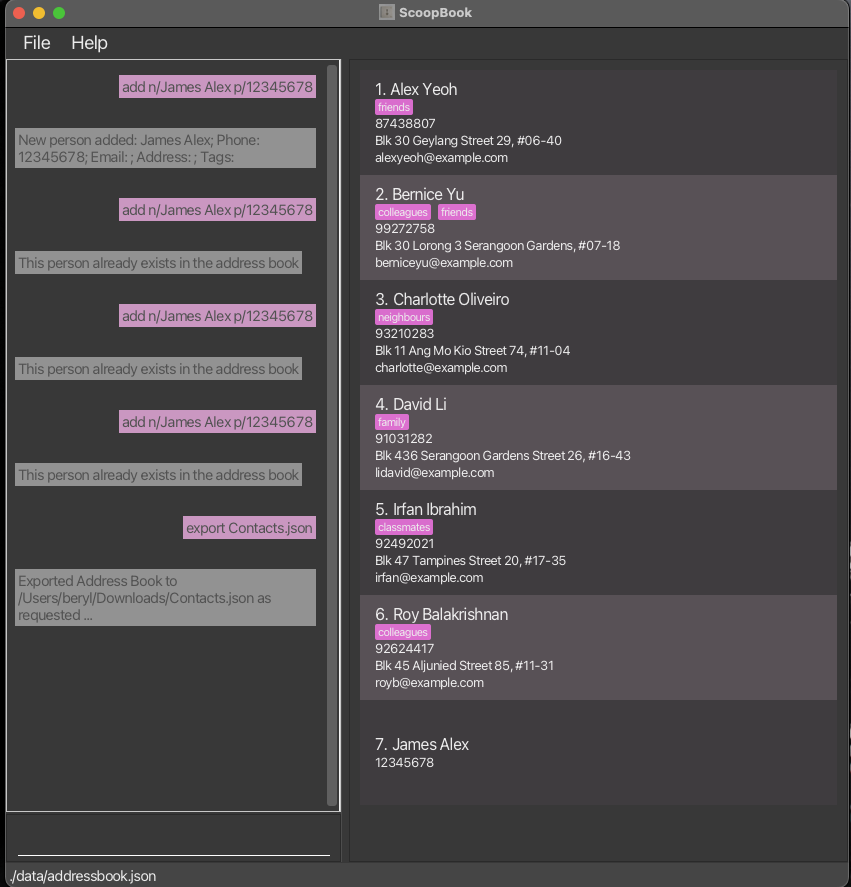 ScoopBook
File Help
add n/James Alex p/12345678
New person added: James Alex; Phone:
12345678; Email: ; Address: ; Tags:
add n/James Alex p/12345678
This person already exists in the address book
add n/James Alex p/12345678
This person already exists in the address book
add n/James Alex p/12345678
This person already exists in the address book
export Contacts.json
Exported Address Book to
/Users/beryl/Downloads/Contacts.json as
requested ...
1. Alex Yeoh
friends
87438807
Blk 30 Geylang Street 29, #06-40
alexyeoh@example.com
2. Bernice Yu
colleagues friends
99272758
Blk 30 Lorong 3 Serangoon Gardens, #07-18
berniceyu@example.com
3. Charlotte Oliveiro
neighbours
93210283
Blk 11 Ang Mo Kio Street 74, #11-04
charlotte@example.com
4. David Li
family
91031282
Blk 436 Serangoon Gardens Street 26, #16-43
lidavid@example.com
5. Irfan Ibrahim
classmates
92492021
Blk 47 Tampines Street 20, #17-35
irfan@example.com
6. Roy Balakrishnan
colleagues
92624417
Blk 45 Aljunied Street 85, #11-31
royb@example.com
7. James Alex
12345678
./data/addressbook.json